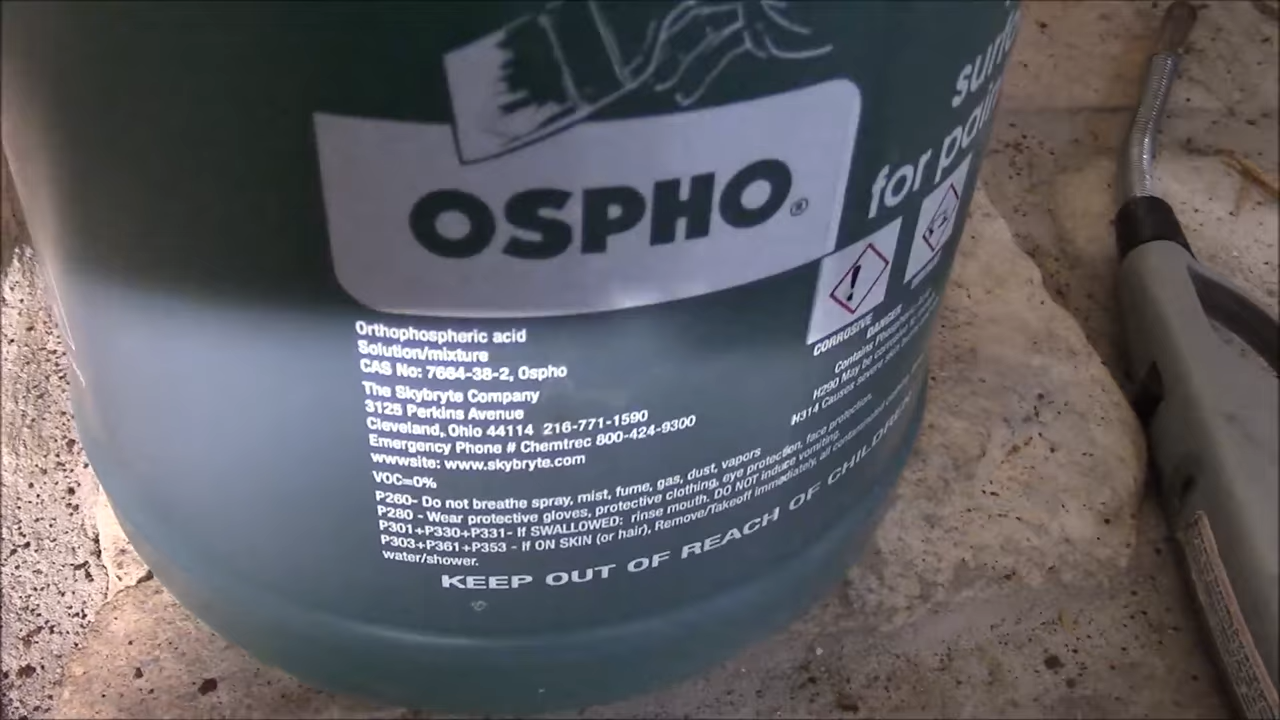 OSPHO®
for
Orthophospheric acid
Solution/mixture
CAS No: 7664-38-2, Ospho
The Skybryte Company
3125 Perkins Avenue
Cleveland, Ohio 44114 216-771-1590
Emergency Phone # Chemtrec 800-424-9300
wwwsite: www.skybryte.com
VOC=0%
P260- Do not breathe spray, mist, fume, gas, dust, vapors
P280 - Wear protective gloves, protective clothing, eye protection, face protection.
P301+P330+P331- If SWALLOWED: rinse mouth. DO NOT induce vomiting.
P303+P361+P353 - If ON SKIN (or hair), Remove/Takeoff immediately, all contaminated
water/shower.
KEEP OUT OF REACH OF CHILDREN
CORROSIVE DANGER
Contains
H290 May be corrosive
H314 Causes severe skin